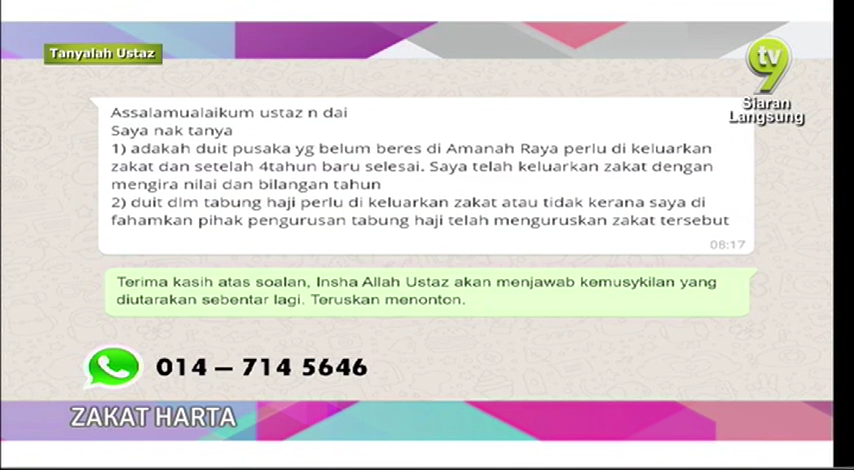 Tanyalah Ustaz
tv9
Siaran
Langsung
Assalamualaikum ustaz n dai
Saya nak tanya
1) adakah duit pusaka yg belum beres di Amanah Raya perlu di keluarkan
zakat dan setelah 4tahun baru selesai. Saya telah keluarkan zakat dengan
mengira nilai dan bilangan tahun
2) duit dlm tabung haji perlu di keluarkan zakat atau tidak kerana saya di
fahamkan pihak pengurusan tabung haji telah menguruskan zakat tersebut
08:17
Terima kasih atas soalan, Insha Allah Ustaz akan menjawab kemusykilan yang
diutarakan sebentar lagi. Teruskan menonton.
014 – 714 5646
ZAKAT HARTA